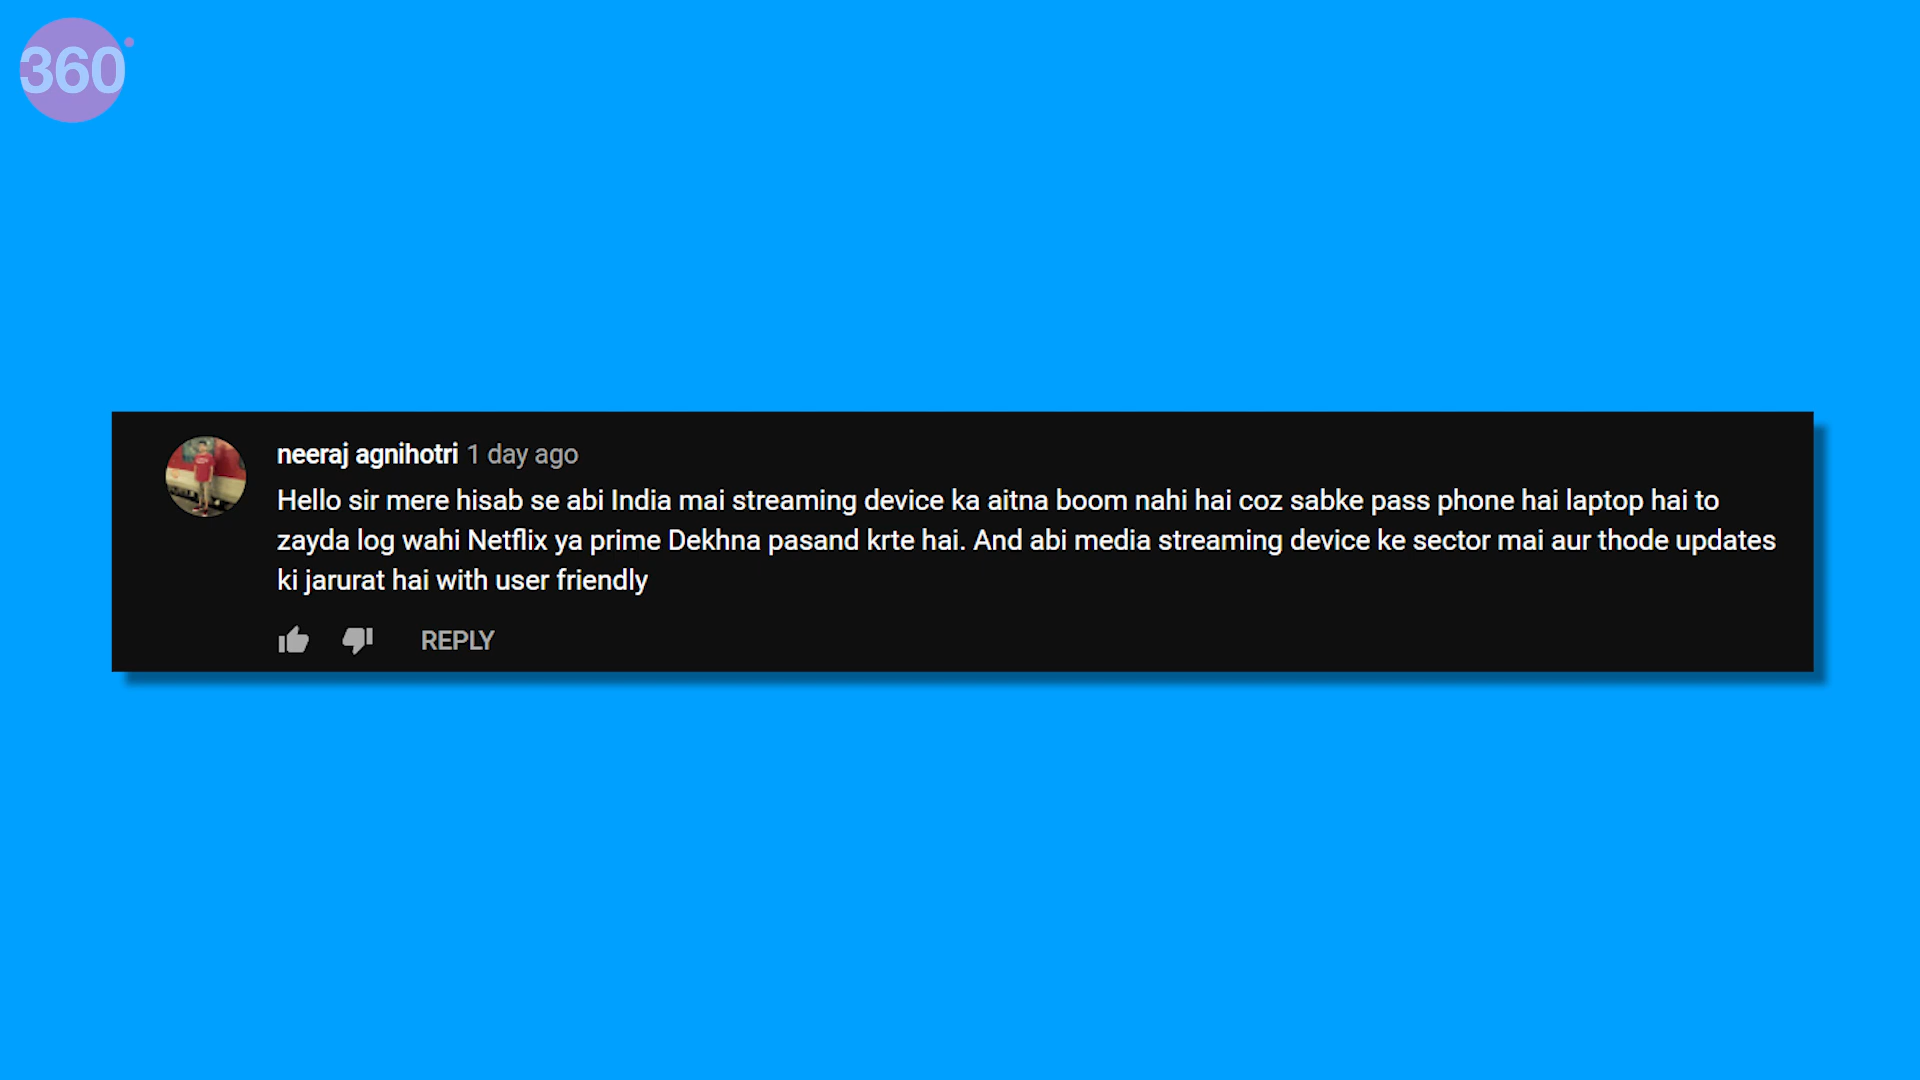 360
neeraj agnihotri 1 day ago
Hello sir mere hisab se abi India mai streaming device ka aitna boom nahi hai coz sabke pass phone hai laptop hai to
zayda log wahi Netflix ya prime Dekhna pasand krte hai. And abi media streaming device ke sector mai aur thode updates
ki jarurat hai with user friendly
REPLY